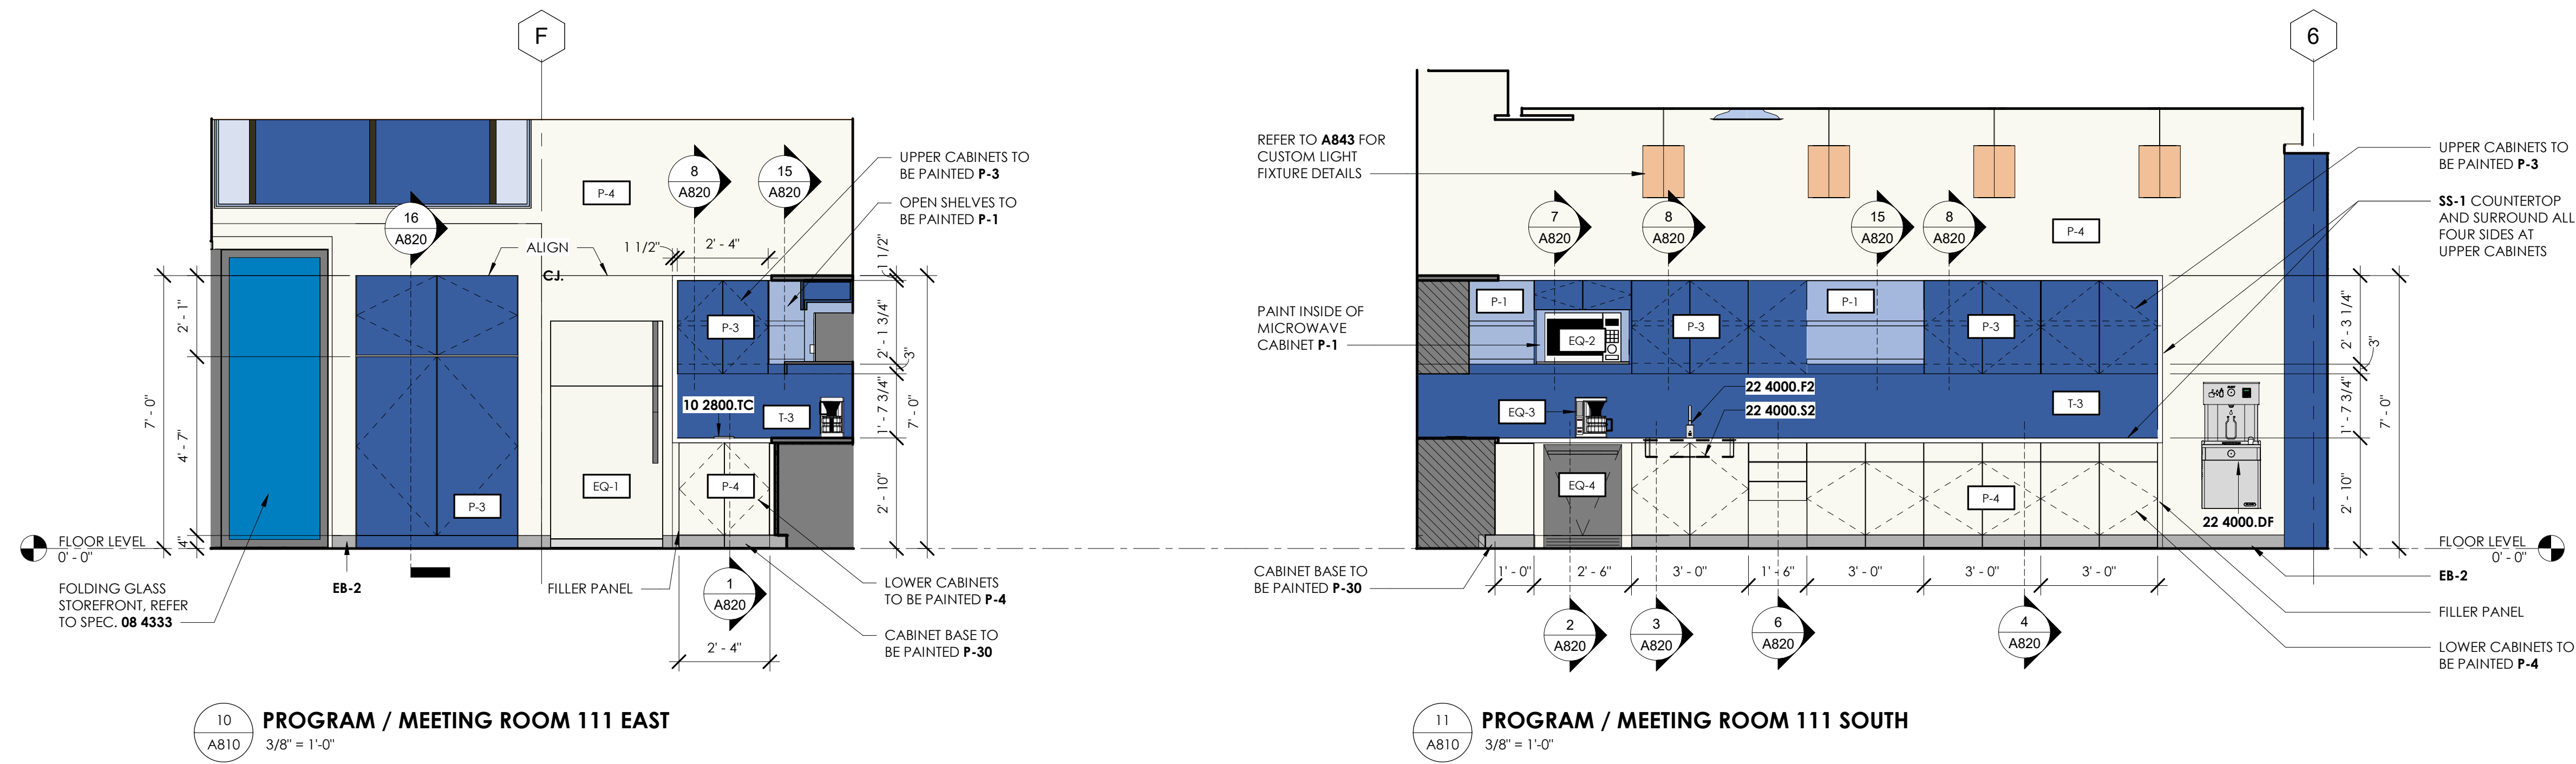 F
P-4
8
A820
15
A820
16
A820
UPPER CABINETS TO
BE PAINTED P-3
OPEN SHELVES TO
BE PAINTED P-1
ALIGN
CJ.
1 1/2"
2' - 4"
1 1/2"
2' - 1 3/4"
3"
1' - 7 3/4"
2' - 10"
7' - 0"
7' - 0"
2' - 1"
4' - 7"
4"
P-3
10 2800.TC
T-3
P-3
EQ-1
P-4
FLOOR LEVEL
0' - 0"
FOLDING GLASS
STOREFRONT, REFER
TO SPEC. 08 4333
EB-2
FILLER PANEL
1
A820
2' - 4"
LOWER CABINETS
TO BE PAINTED P-4
CABINET BASE TO
BE PAINTED P-30
10
A810
PROGRAM / MEETING ROOM 111 EAST
3/8" = 1'-0"
6
REFER TO A843 FOR
CUSTOM LIGHT
FIXTURE DETAILS
7
A820
8
A820
15
A820
8
A820
P-4
UPPER CABINETS TO
BE PAINTED P-3
SS-1 COUNTERTOP
AND SURROUND ALL
FOUR SIDES AT
UPPER CABINETS
PAINT INSIDE OF
MICROWAVE
CABINET P-1
P-1
EQ-2
P-3
P-1
P-3
22 4000.F2
22 4000.S2
EQ-3
T-3
EQ-4
P-4
22 4000.DF
2' - 3 1/4"
3"
1' - 7 3/4"
2' - 10"
7' - 0"
FLOOR LEVEL
0' - 0"
EB-2
FILLER PANEL
LOWER CABINETS TO
BE PAINTED P-4
CABINET BASE TO
BE PAINTED P-30
1' - 0"
2' - 6"
3' - 0"
1' - 6"
3' - 0"
3' - 0"
3' - 0"
2
A820
3
A820
6
A820
4
A820
11
A810
PROGRAM / MEETING ROOM 111 SOUTH
3/8" = 1'-0"